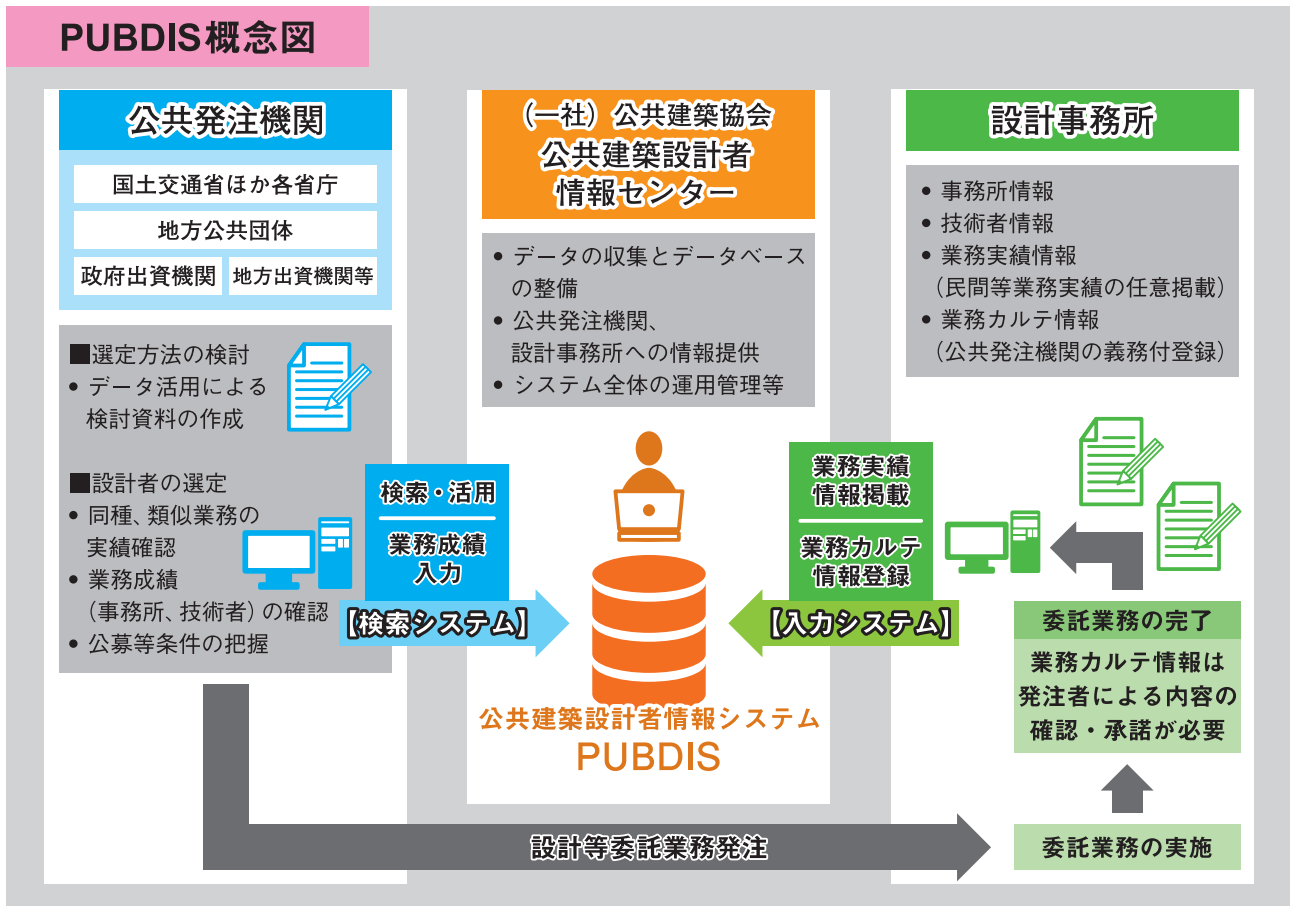 PUBDIS概念図
公共発注機関
国土交通省ほか各省庁
地方公共団体
政府出資機関
地方出資機関等
■選定方法の検討
• データ活用による
検討資料の作成
■設計者の選定
• 同種、類似業務の
実績確認
• 業務成績
（事務所、技術者）の確認
• 公募等条件の把握
検索・活用
業務成績
入力
【検索システム】
（一社）公共建築協会
公共建築設計者
情報センター
• データの収集とデータベース
の整備
• 公共発注機関、
設計事務所への情報提供
• システム全体の運用管理等
公共建築設計者情報システム
PUBDIS
業務実績
情報掲載
業務カルテ
情報登録
【入力システム】
設計事務所
• 事務所情報
• 技術者情報
• 業務実績情報
（民間等業務実績の任意掲載）
• 業務カルテ情報
（公共発注機関の義務付登録）
委託業務の完了
業務カルテ情報は
発注者による内容の
確認・承諾が必要
設計等委託業務発注
委託業務の実施